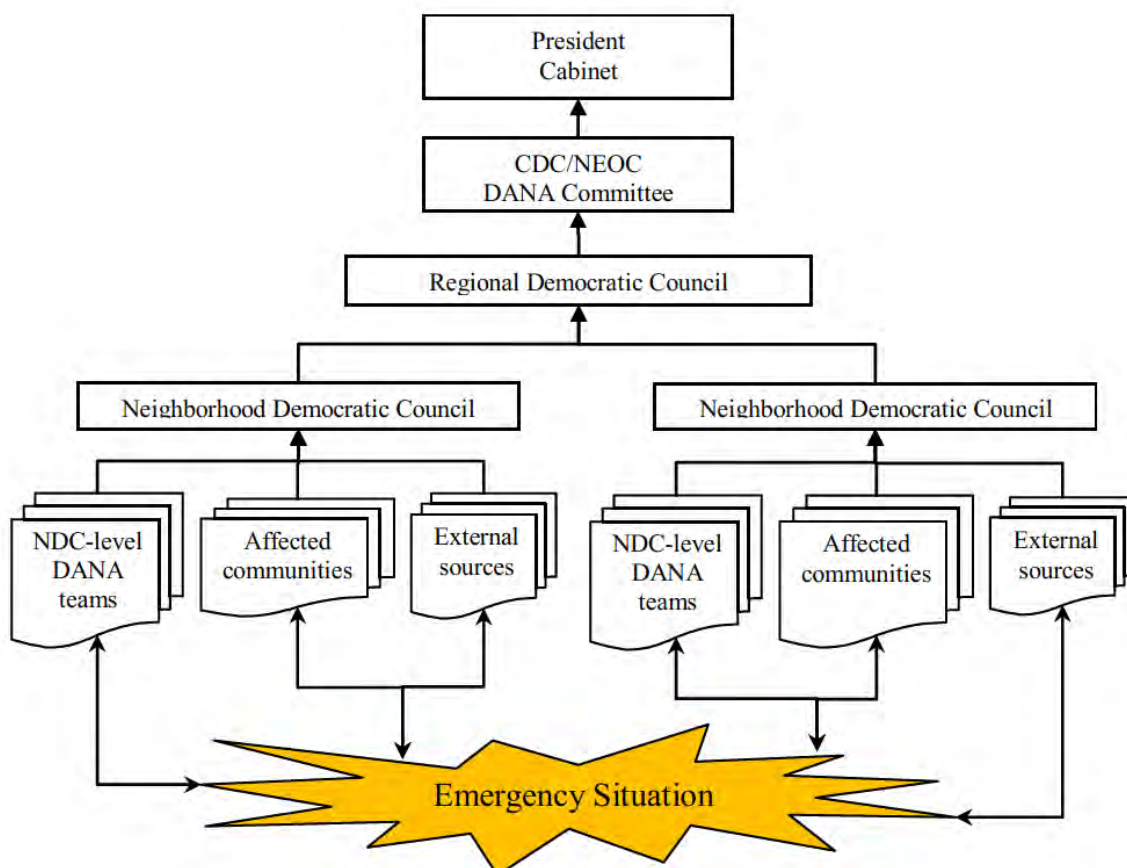 President
Cabinet
CDC/NEOC
DANA Committee
Regional Democratic Council
Neighborhood Democratic Council
Neighborhood Democratic Council
NDC-level
DANA
teams
Affected
communities
External
sources
NDC-level
DANA
teams
Affected
communities
External
sources
Emergency Situation